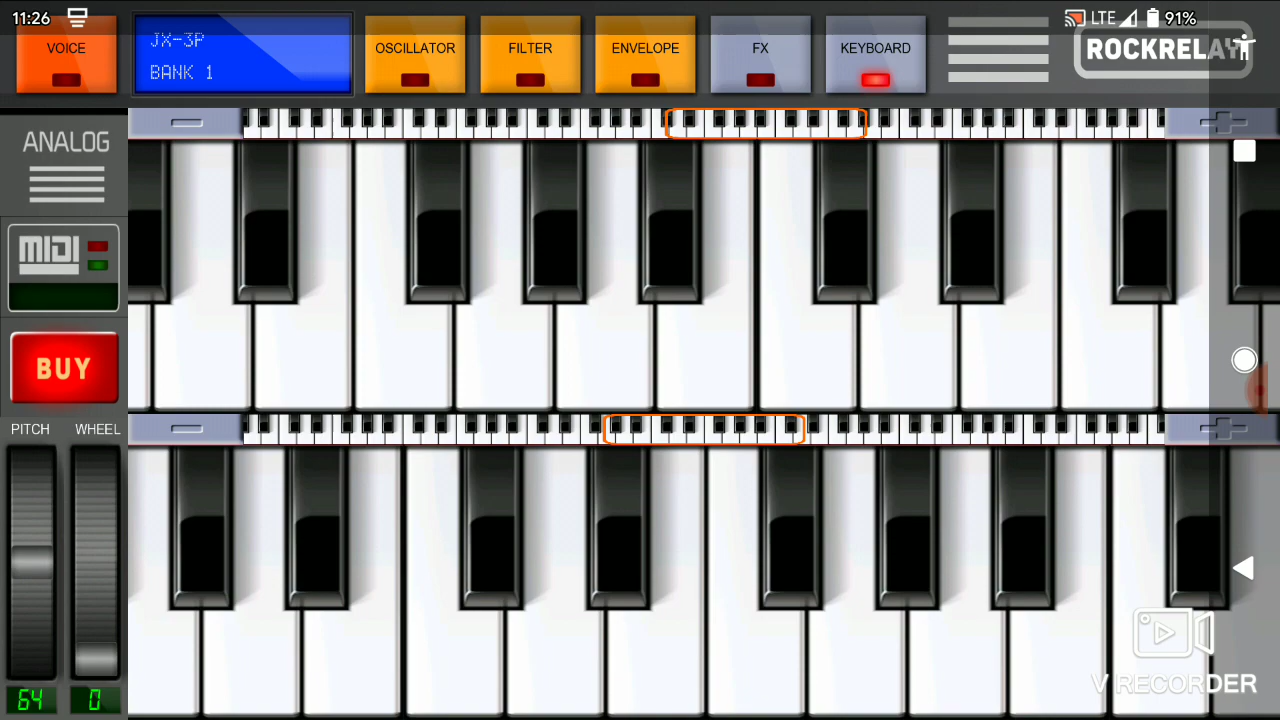 11:26
LTE
91%
VOICE
JX-3P
BANK 1
OSCILLATOR
FILTER
ENVELOPE
FX
KEYBOARD
ROCKRELAY
ANALOG
MIDI
BUY
PITCH
WHEEL
64
0
V RECORDER